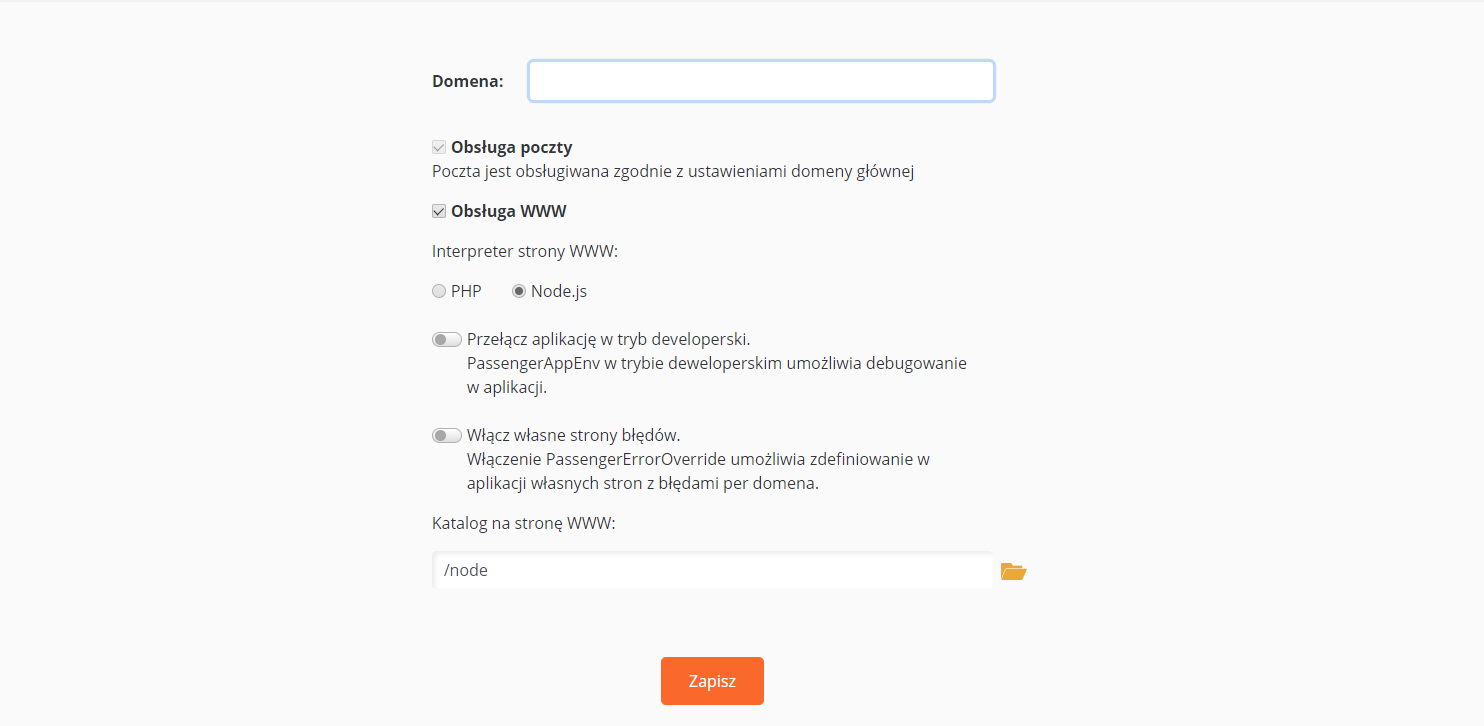 Domena:
Obsługa poczty
Poczta jest obsługiwana zgodnie z ustawieniami domeny głównej
Obsługa WWW
Interpreter strony WWW:
PHP Node.js
Przełącz aplikację w tryb developerski.
PassengerAppEnv w trybie deweloperskim umożliwia debugowanie
w aplikacji.
Włącz własne strony błędów.
Włączenie PassengerErrorOverride umożliwia zdefiniowanie w
aplikacji własnych stron z błędami per domena.
Katalog na stronę WWW:
/node
Zapisz